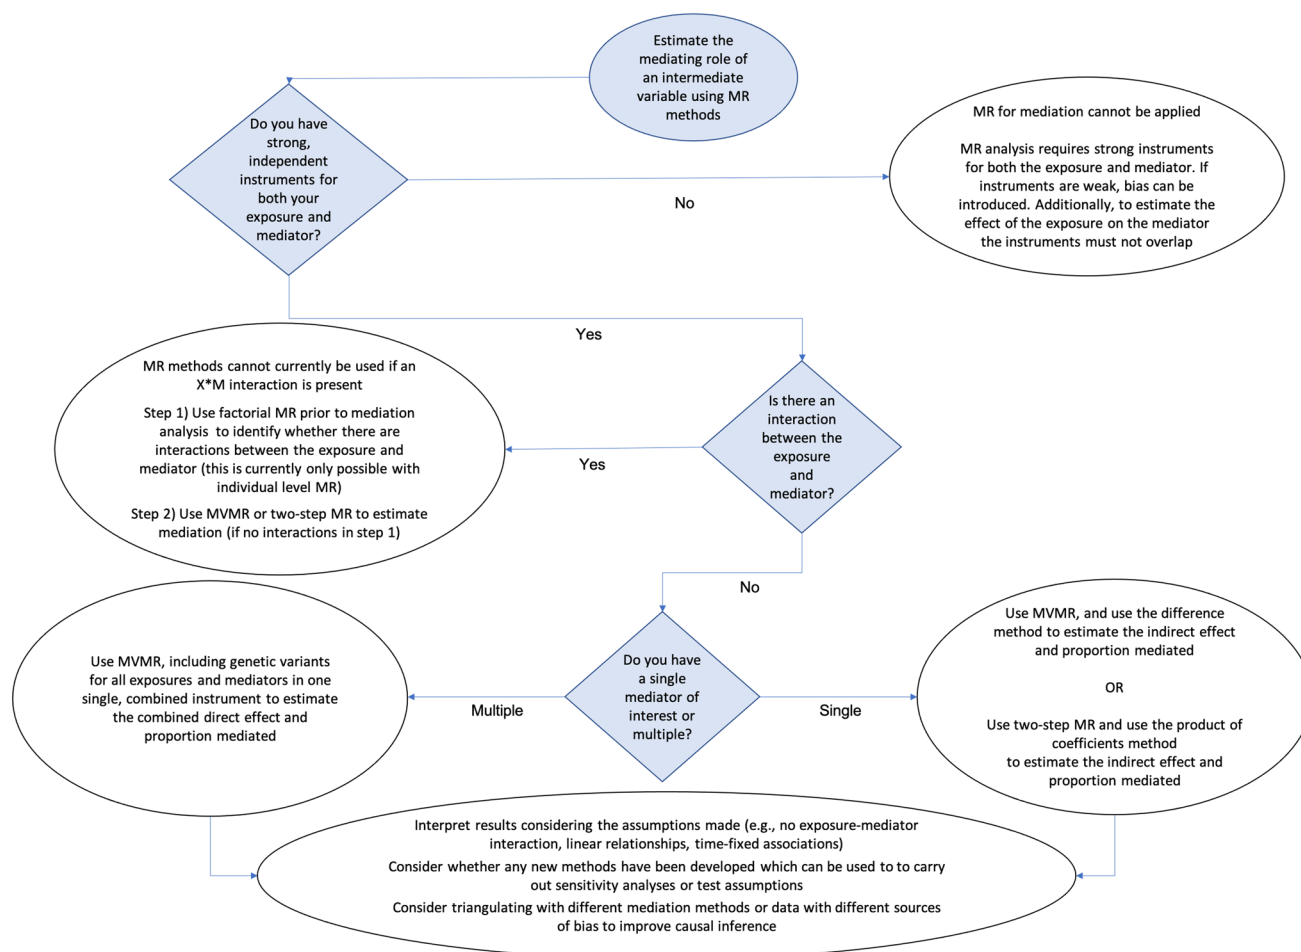 Estimate the
mediating role of
an intermediate
variable using MR
methods
Do you have
strong,
independent
instruments for
both your
exposure and
mediator?
No
MR for mediation cannot be applied
MR analysis requires strong instruments
for both the exposure and mediator. If
instruments are weak, bias can be
introduced. Additionally, to estimate the
effect of the exposure on the mediator
the instruments must not overlap
Yes
Is there an
interaction
between the
exposure
and
mediator?
Yes
MR methods cannot currently be used if an
X*M interaction is present
Step 1) Use factorial MR prior to mediation
analysis to identify whether there are
interactions between the exposure and
mediator (this is currently only possible with
individual level MR)
Step 2) Use MVMR or two-step MR to estimate
mediation (if no interactions in step 1)
No
Do you have
a single
mediator of
interest or
multiple?
Multiple
Use MVMR, including genetic variants
for all exposures and mediators in one
single, combined instrument to estimate
the combined direct effect and
proportion mediated
Single
Use MVMR, and use the difference
method to estimate the indirect effect
and proportion mediated
OR
Use two-step MR and use the product of
coefficients method
to estimate the indirect effect and
proportion mediated
Interpret results considering the assumptions made (e.g., no exposure-mediator
interaction, linear relationships, time-fixed associations)
Consider whether any new methods have been developed which can be used to to carry
out sensitivity analyses or test assumptions
Consider triangulating with different mediation methods or data with different sources
of bias to improve causal inference